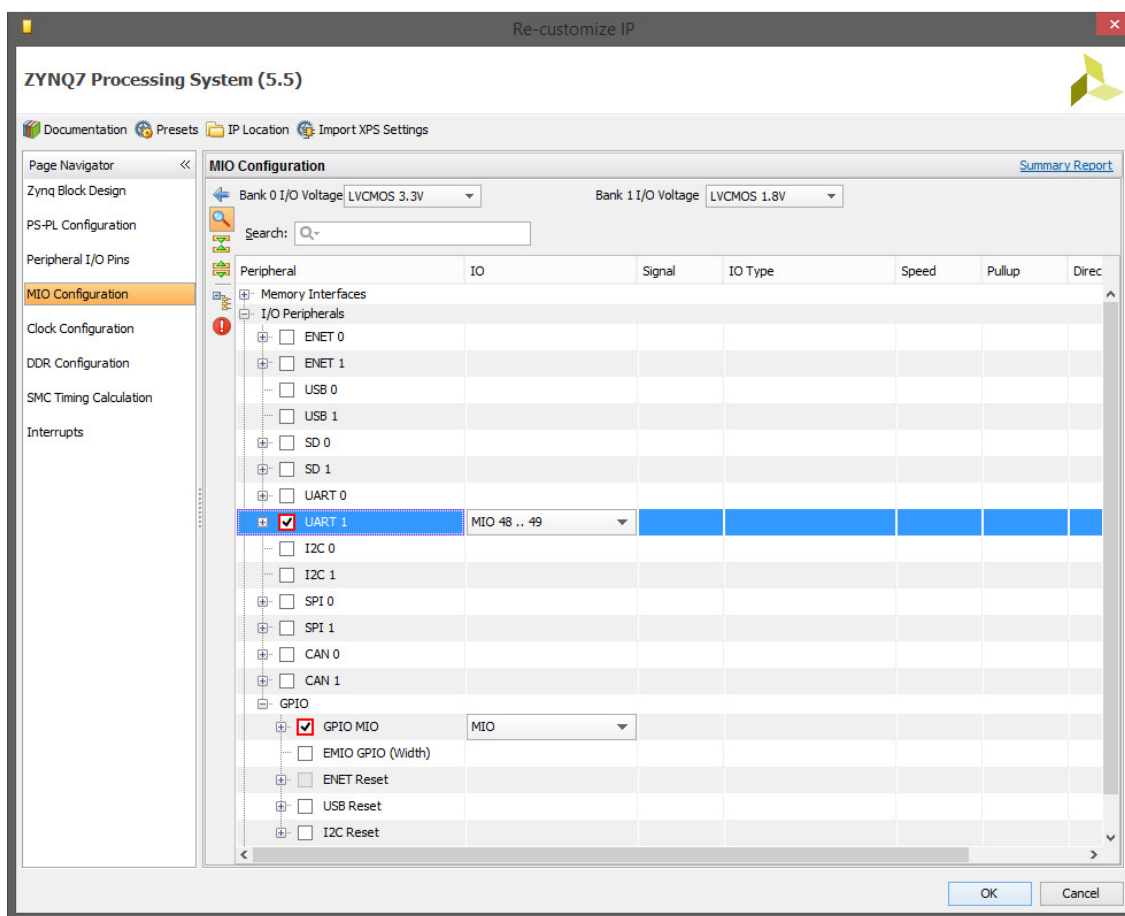 Re-customize IP
ZYNQ7 Processing System (5.5)
Documentation Presets IP Location Import XPS Settings
Page Navigator
Zynq Block Design
PS-PL Configuration
Peripheral I/O Pins
MIO Configuration
Clock Configuration
DDR Configuration
SMC Timing Calculation
Interrupts
MIO Configuration Summary Report
Bank 0 I/O Voltage LVCMOS 3.3V Bank 1 I/O Voltage LVCMOS 1.8V
Search:
Peripheral IO Signal IO Type Speed Pullup Direc
Memory Interfaces
I/O Peripherals
ENET 0
ENET 1
USB 0
USB 1
SD 0
SD 1
UART 0
UART 1 MIO 48 .. 49
I2C 0
I2C 1
SPI 0
SPI 1
CAN 0
CAN 1
GPIO
GPIO MIO MIO
EMIO GPIO (Width)
ENET Reset
USB Reset
I2C Reset
OK Cancel